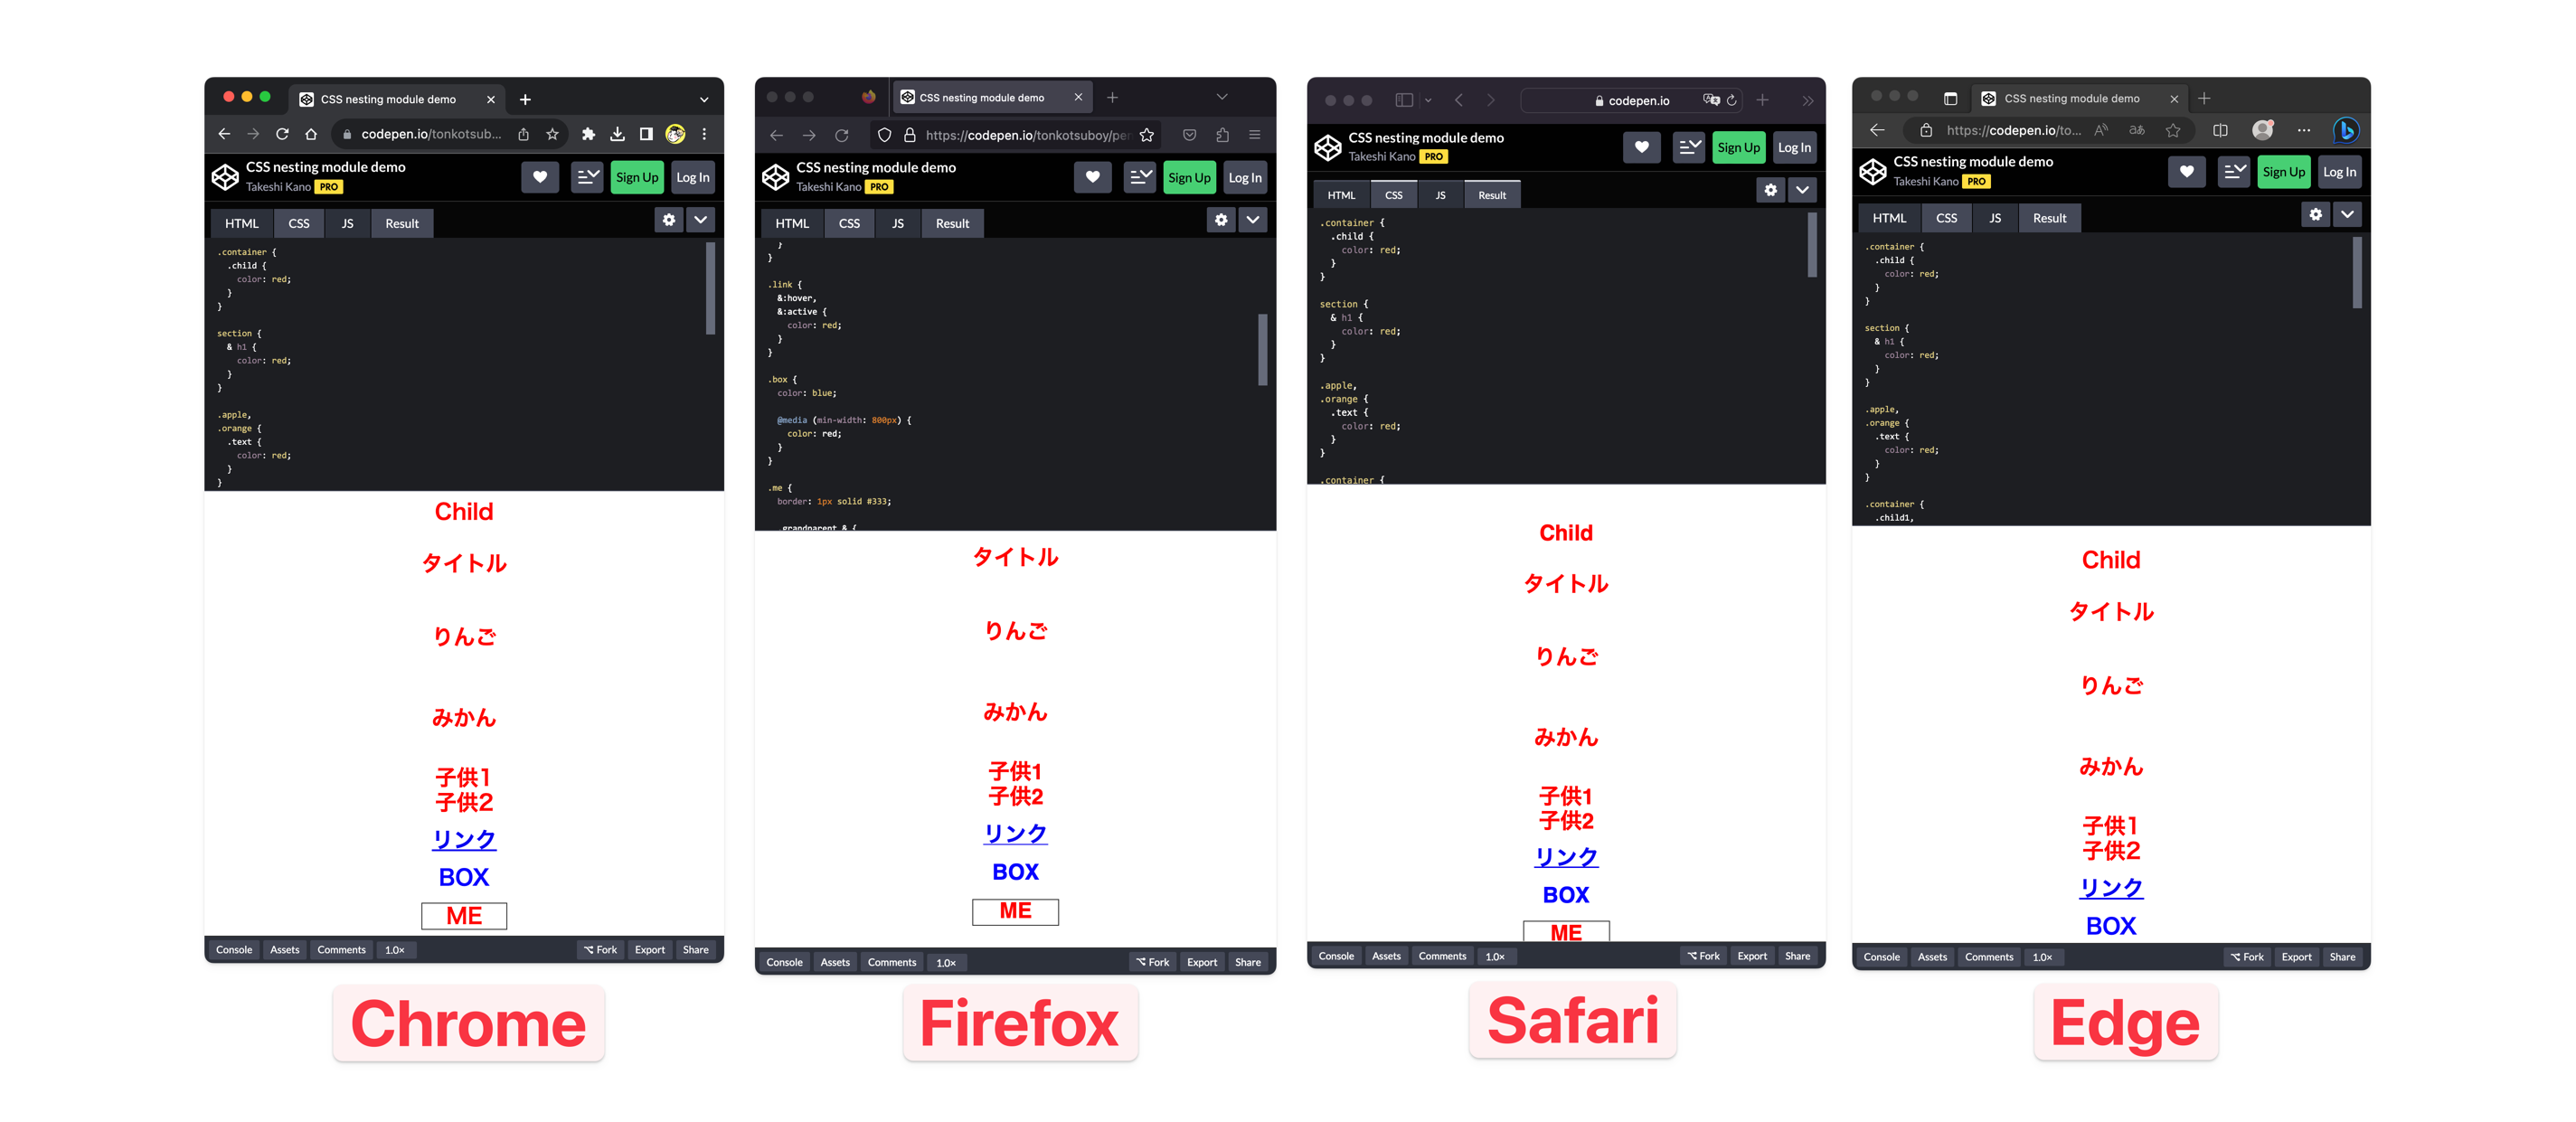 CSS nesting module demo
codepen.io/tonkotsub...
CSS nesting module demo
Takeshi Kano PRO
Sign Up
Log In
HTML CSS JS Result
.container {
.child {
color: red;
}
}
section {
& h1 {
color: red;
}
}
.apple,
.orange {
.text {
color: red;
}
}
Child
タイトル
りんご
みかん
子供1
子供2
リンク
BOX
ME
Console Assets Comments 1.0× ⌥ Fork Export Share
Chrome
CSS nesting module demo
https://codepen.io/tonkotsuboy/pen
CSS nesting module demo
Takeshi Kano PRO
Sign Up
Log In
HTML CSS JS Result
}
}
.link {
&:hover,
&:active {
color: red;
}
}
.box {
color: blue;
@media (min-width: 800px) {
color: red;
}
}
.me {
border: 1px solid #333;
.grandparent & {
タイトル
りんご
みかん
子供1
子供2
リンク
BOX
ME
Console Assets Comments 1.0× ⌥ Fork Export Share
Firefox
codepen.io
CSS nesting module demo
Takeshi Kano PRO
Sign Up
Log In
HTML CSS JS Result
.container {
.child {
color: red;
}
}
section {
& h1 {
color: red;
}
}
.apple,
.orange {
.text {
color: red;
}
}
.container {
Child
タイトル
りんご
みかん
子供1
子供2
リンク
BOX
ME
Console Assets Comments 1.0× ⌥ Fork Export Share
Safari
CSS nesting module demo
https://codepen.io/to...
CSS nesting module demo
Takeshi Kano PRO
Sign Up
Log In
HTML CSS JS Result
.container {
.child {
color: red;
}
}
section {
& h1 {
color: red;
}
}
.apple,
.orange {
.text {
color: red;
}
}
.container {
.child1,
Child
タイトル
りんご
みかん
子供1
子供2
リンク
BOX
Console Assets Comments 1.0× ⌥ Fork Export Share
Edge